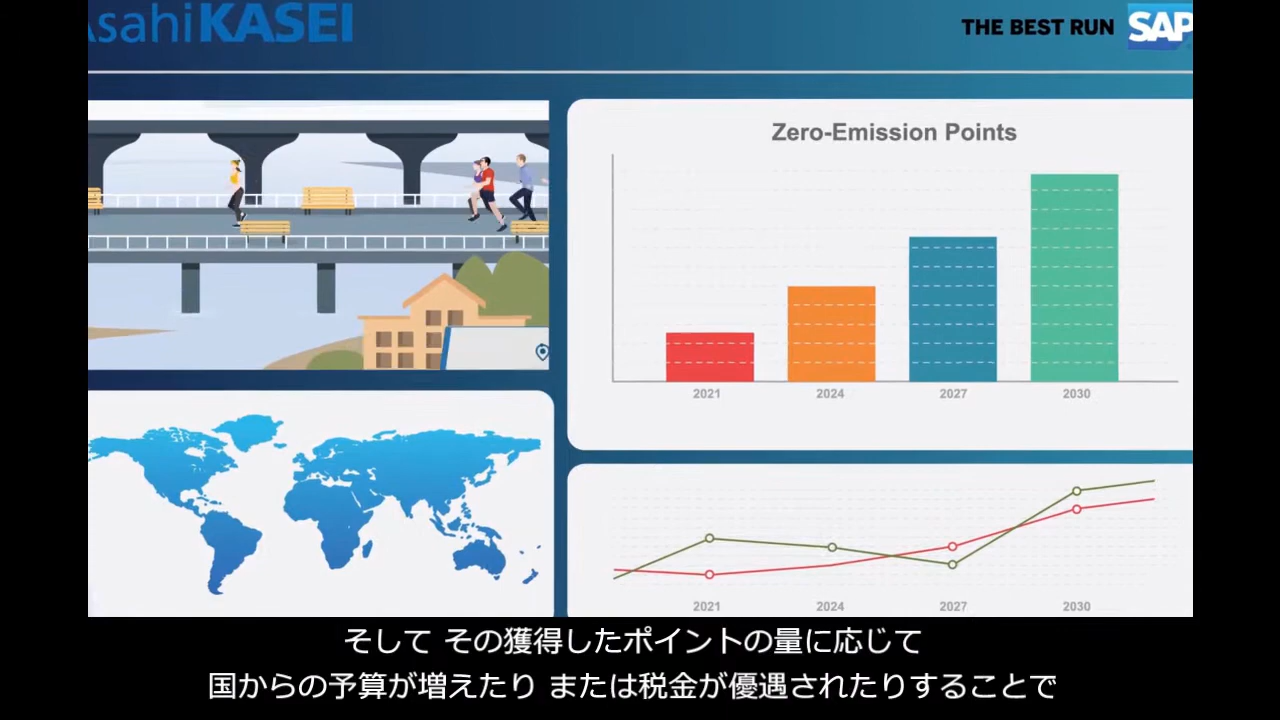 AsahiKASEI
THE BEST RUN SAP
Zero-Emission Points
2021 2024 2027 2030
2021 2024 2027 2030
そして その獲得したポイントの量に応じて
国からの予算が増えたり または税金が優遇されたりすることで